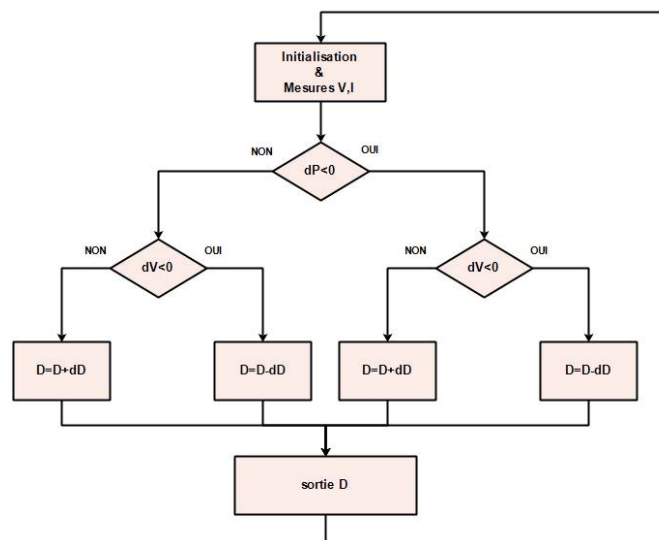 Initialisation
&
Mesures V,I
NON
OUI
dP<0
NON
OUI
NON
OUI
dV<0
dV<0
D=D+dD
D=D-dD
D=D+dD
D=D-dD
sortie D